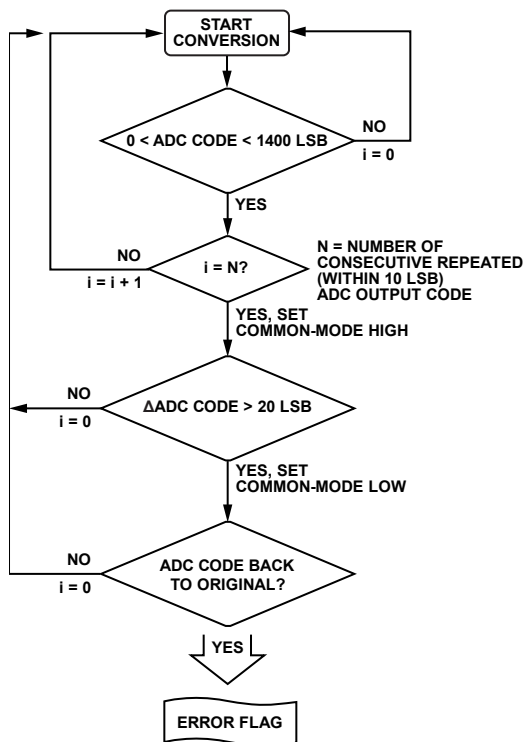 START
CONVERSION
NO
i = 0
0 < ADC CODE < 1400 LSB
YES
NO
i = i + 1
i = N?
N = NUMBER OF
CONSECUTIVE REPEATED
(WITHIN 10 LSB)
ADC OUTPUT CODE
YES, SET
COMMON-MODE HIGH
NO
i = 0
ΔADC CODE > 20 LSB
YES, SET
COMMON-MODE LOW
NO
i = 0
ADC CODE BACK
TO ORIGINAL?
YES
ERROR FLAG